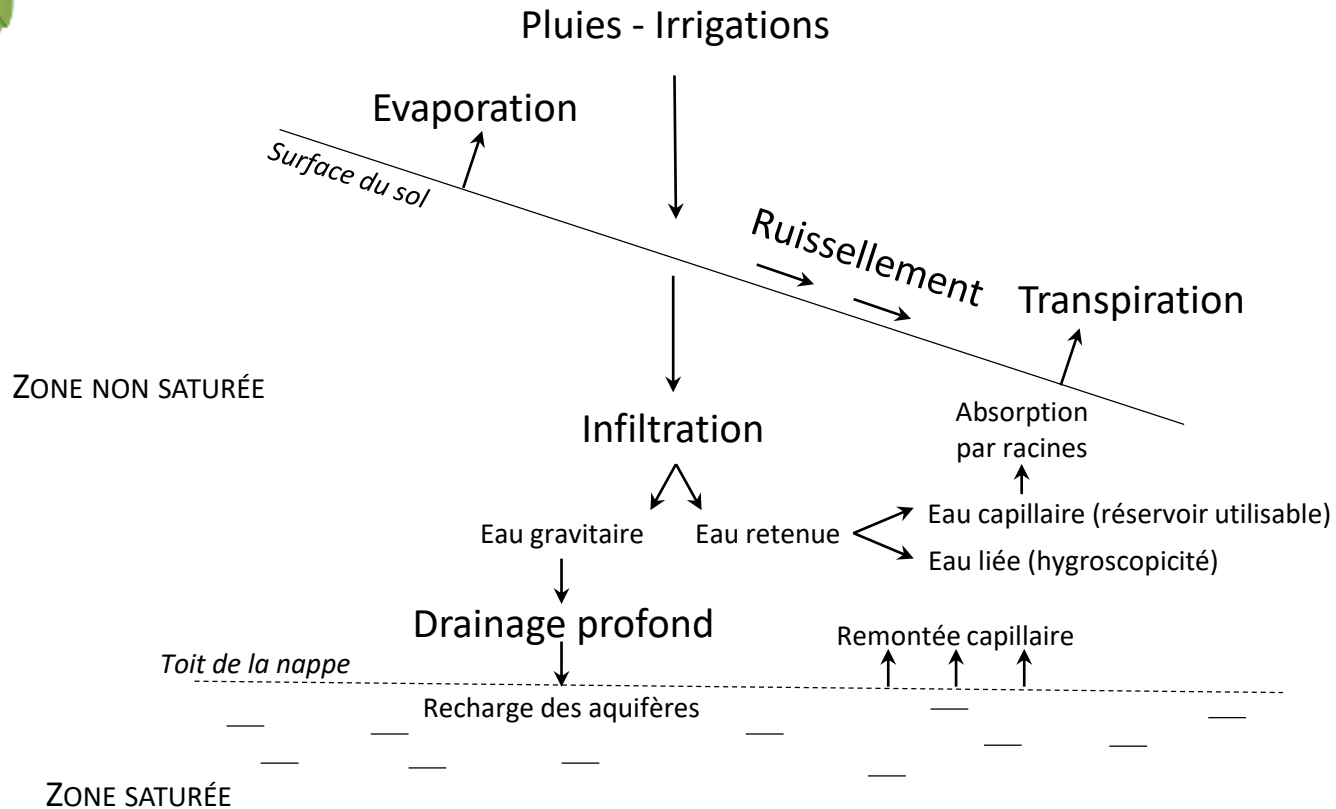 Pluies - Irrigations
Evaporation
Surface du sol
Ruissellement
Transpiration
ZONE NON SATURÉE
Infiltration
Absorption
par racines
Eau gravitaire
Eau retenue
Eau capillaire (réservoir utilisable)
Eau liée (hygroscopicité)
Drainage profond
Remontée capillaire
Toit de la nappe
Recharge des aquifères
ZONE SATURÉE